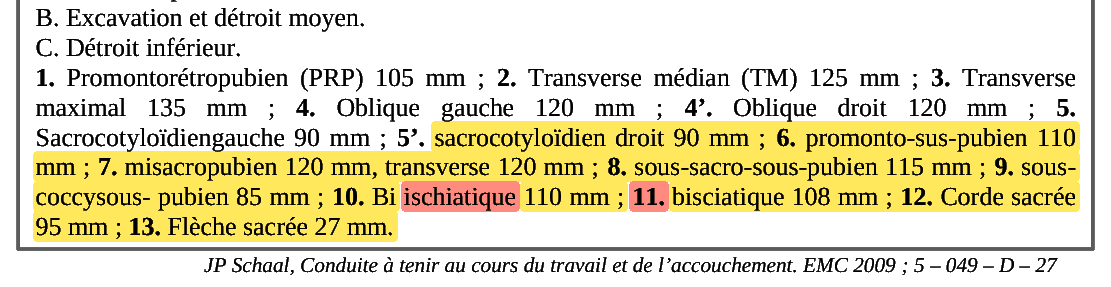 B. Excavation et détroit moyen.
C. Détroit inférieur.
1. Promontorétropubien (PRP) 105 mm ; 2. Transverse médian (TM) 125 mm ; 3. Transverse
maximal 135 mm ; 4. Oblique gauche 120 mm ; 4’. Oblique droit 120 mm ; 5.
Sacrocotyloïdiengauche 90 mm ; 5’. sacrocotyloïdien droit 90 mm ; 6. promonto-sus-pubien 110
mm ; 7. misacropubien 120 mm, transverse 120 mm ; 8. sous-sacro-sous-pubien 115 mm ; 9. sous-
coccysous- pubien 85 mm ; 10. Bi ischiatique 110 mm ; 11. bisciatique 108 mm ; 12. Corde sacrée
95 mm ; 13. Flèche sacrée 27 mm.
JP Schaal, Conduite à tenir au cours du travail et de l’accouchement. EMC 2009 ; 5 – 049 – D – 27